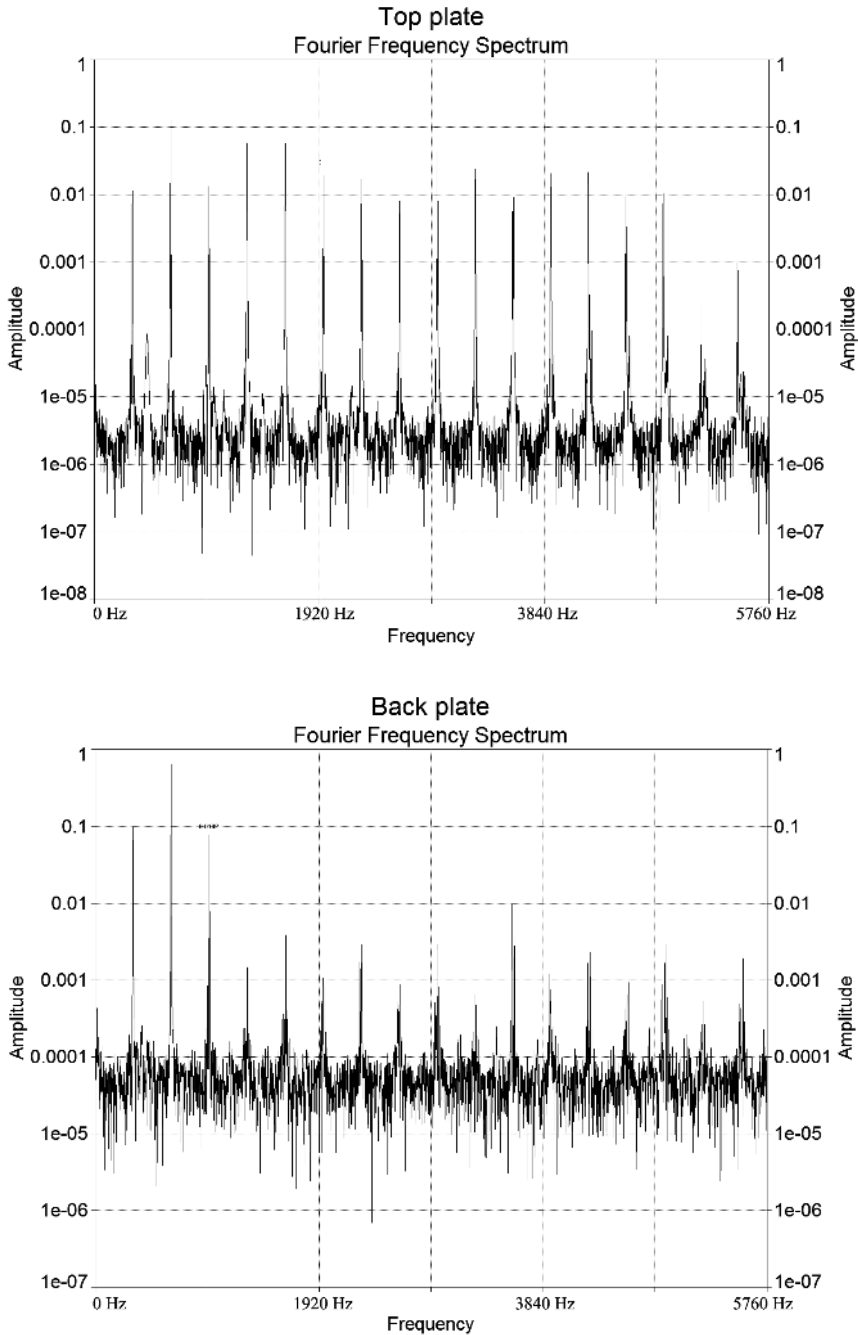 Top plate
Fourier Frequency Spectrum
1 1
0.1 0.1
0.01 0.01
0.001 0.001
Amplitude Amplitude
0.0001 0.0001
1e-05 1e-05
1e-06 1e-06
1e-07 1e-07
1e-08 1e-08
0 Hz 1920 Hz 3840 Hz 5760 Hz
Frequency
Back plate
Fourier Frequency Spectrum
1 1
0.1 0.1
0.01 0.01
0.001 0.001
Amplitude Amplitude
0.0001 0.0001
1e-05 1e-05
1e-06 1e-06
1e-07 1e-07
0 Hz 1920 Hz 3840 Hz 5760 Hz
Frequency